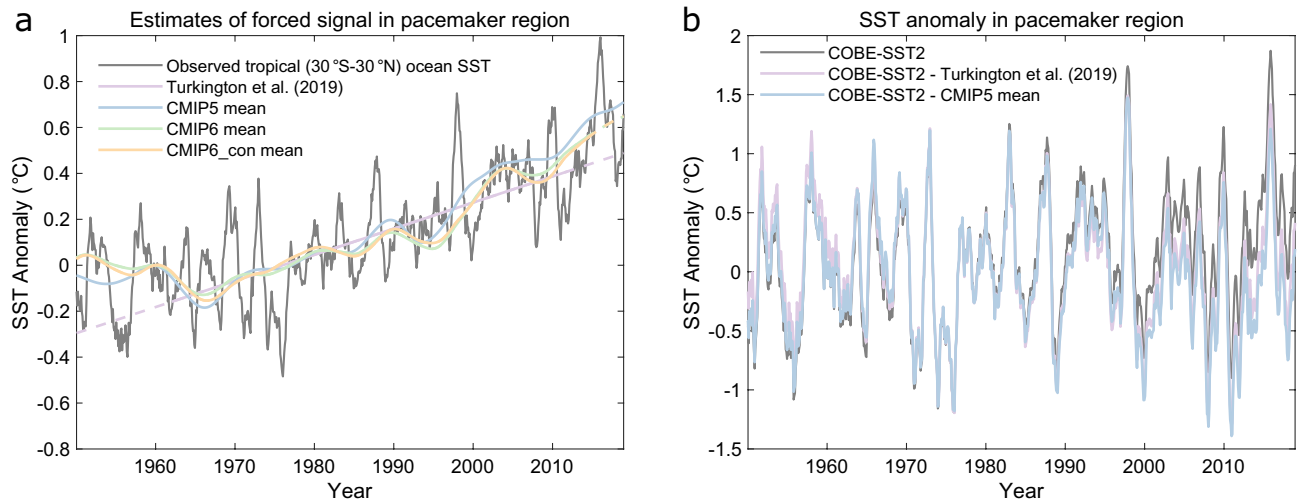 a
Estimates of forced signal in pacemaker region
1
0.8
0.6
0.4
0.2
0
-0.2
-0.4
-0.6
-0.8
SST Anomaly (°C)
Observed tropical (30°S-30°N) ocean SST
Turkington et al. (2019)
CMIP5 mean
CMIP6 mean
CMIP6_con mean
1960 1970 1980 1990 2000 2010
Year
b
SST anomaly in pacemaker region
2
1.5
1
0.5
0
-0.5
-1
-1.5
SST Anomaly (°C)
COBE-SST2
COBE-SST2 - Turkington et al. (2019)
COBE-SST2 - CMIP5 mean
1960 1970 1980 1990 2000 2010
Year